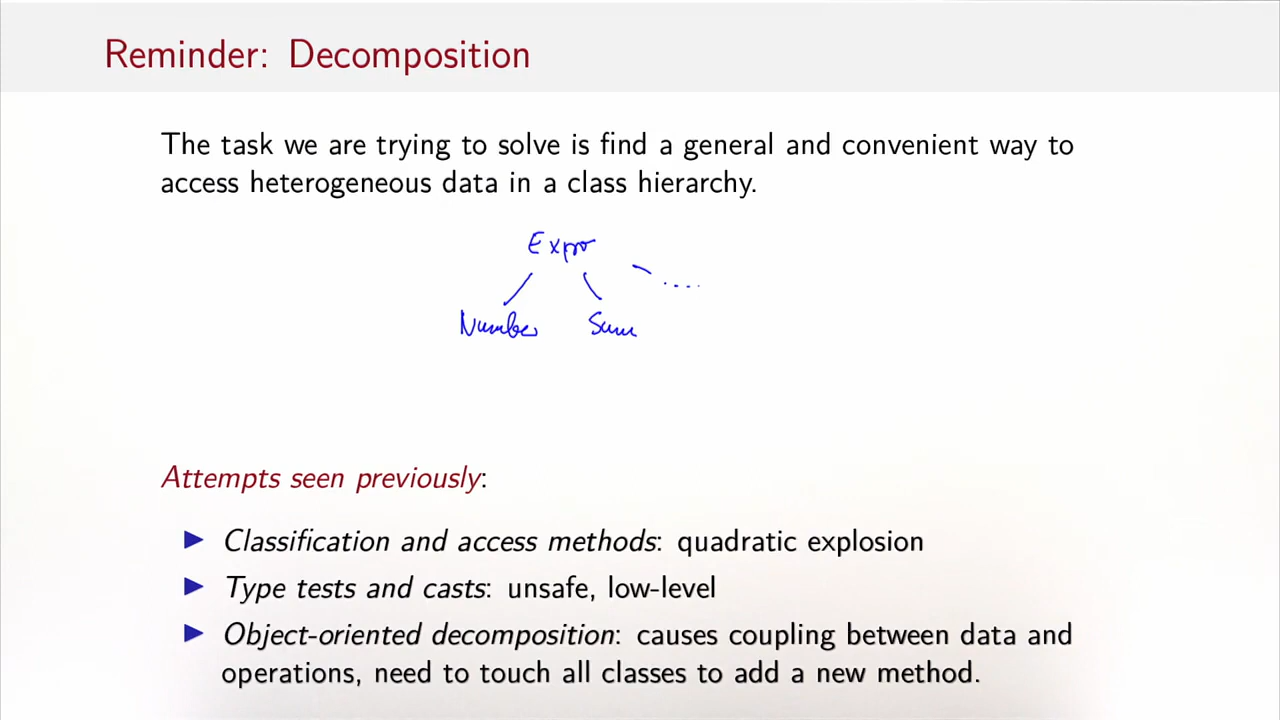 Reminder: Decomposition
The task we are trying to solve is find a general and convenient way to
access heterogeneous data in a class hierarchy.
Expr
....
Number Sum
Attempts seen previously:
▶ Classification and access methods: quadratic explosion
▶ Type tests and casts: unsafe, low-level
▶ Object-oriented decomposition: causes coupling between data and
operations, need to touch all classes to add a new method.